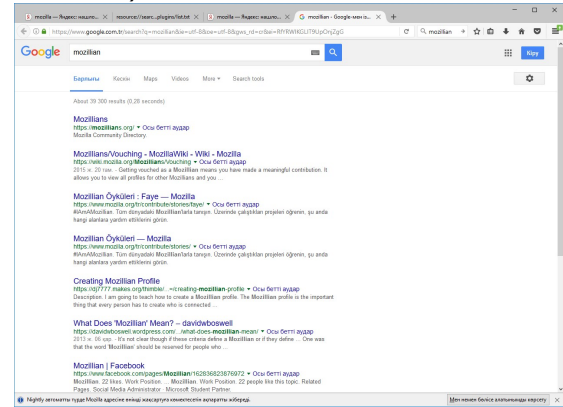 mozilla — Яндекс: нашло...
resource://searc...plugins/list.txt
mozilla — Яндекс: нашло...
mozillian - Google-мен із...
https://www.google.com.tr/search?q=mozillian&ie=utf-8&oe=utf-8&gws_rd=cr&ei=RfYRWIKGLIT9UpOnjZgG
mozillian
Google
mozillian
Кіру
Барлығы
Кескін
Maps
Videos
More
Search tools
About 39 300 results (0,28 seconds)
Mozillians
https://mozillians.org/ ▾ Осы бетті аудар
Mozilla Community Directory.
Mozillians/Vouching - MozillaWiki - Wiki - Mozilla
https://wiki.mozilla.org/Mozillians/Vouching ▾ Осы бетті аудар
2015 ж. 20 там. - Getting vouched as a Mozillian means you have made a meaningful contribution. It
allows you to view all profiles for other Mozillians and you ...
Mozillian Öyküleri : Faye — Mozilla
https://www.mozilla.org/tr/contribute/stories/faye/ ▾ Осы бетті аудар
#IAmAMozillian. Tüm dünyadaki Mozillian'larla tanışın. Üzerinde çalıştıkları projeleri öğrenin, şu anda
hangi alanlara yardım ettiklerini görün.
Mozillian Öyküleri — Mozilla
https://www.mozilla.org/tr/contribute/stories/ ▾ Осы бетті аудар
#IAmAMozillian. Tüm dünyadaki Mozillian'larla tanışın. Üzerinde çalıştıkları projeleri öğrenin, şu anda
hangi alanlara yardım ettiklerini görün.
Creating Mozillian Profile
https://dj7777.makes.org/thimble/...=/creating-mozillian-profile ▾ Осы бетті аудар
Description. I am going to teach how to create a Mozillian profile. The Mozillian profile is the important
thing that every person has to create who is connected ...
What Does 'Mozillian' Mean? – davidwboswell
https://davidwboswell.wordpress.com/.../what-does-mozillian-mean/ ▾ Осы бетті аудар
2013 ж. 06 қар. - It's not clear though if these criteria define a Mozillian or if they define ... One was
that the word 'Mozillian' should be reserved for people who ...
Mozillian | Facebook
https://www.facebook.com/pages/Mozillian/162836823876972 ▾ Осы бетті аудар
Mozillian. 22 likes. Work Position. ... Mozillian. Work Position. 22 people like this topic. Related
Pages. Social Media Administrator · Microsoft Student Partner.
Nightly автоматты түрде Mozilla адресіне өнімді жақсартуға көмектесетін ақпаратты жібереді.
Мен немен бөлісе алатынымды көрсету